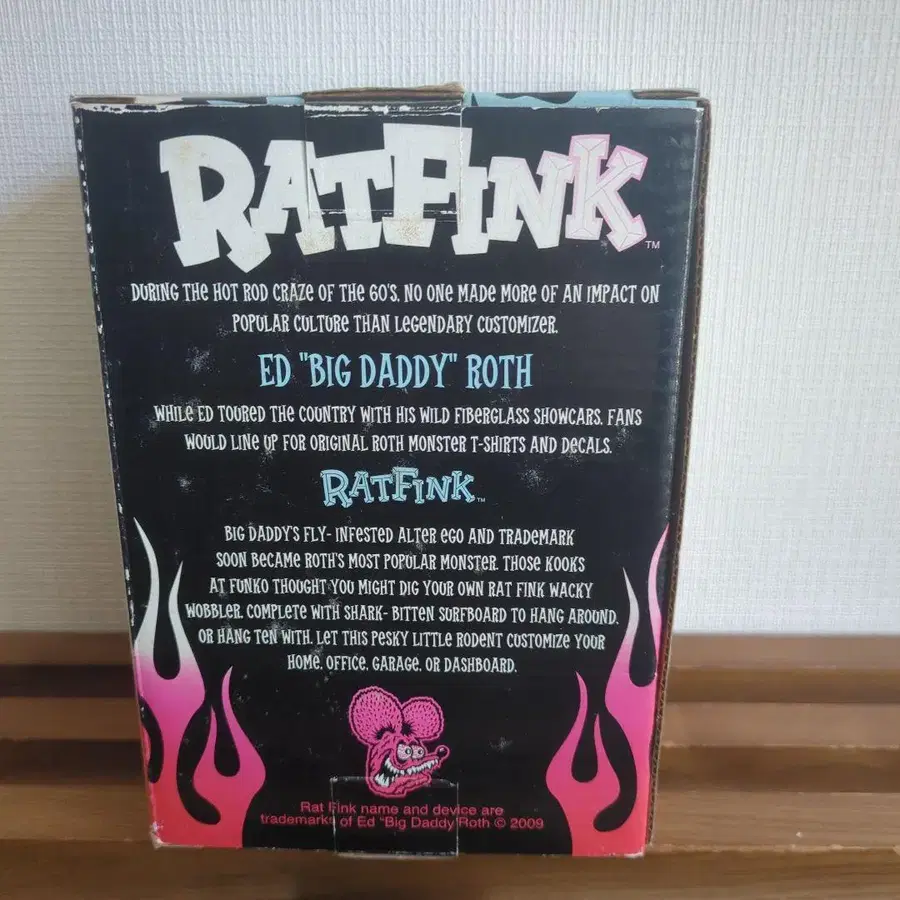 RATFINK™
DURING THE HOT ROD CRAZE OF THE 60'S, NO ONE MADE MORE OF AN IMPACT ON
POPULAR CULTURE THAN LEGENDARY CUSTOMIZER.
ED "BIG DADDY" ROTH
WHILE ED TOURED THE COUNTRY WITH HIS WILD FIBERGLASS SHOWCARS. FANS
WOULD LINE UP FOR ORIGINAL ROTH MONSTER T-SHIRTS AND DECALS.
RATFINK™
BIG DADDY'S FLY- INFESTED ALTER EGO AND TRADEMARK
SOON BECAME ROTH'S MOST POPULAR MONSTER. THOSE KOOKS
AT FUNKO THOUGHT YOU MIGHT DIG YOUR OWN RAT FINK WACKY
WOBBLER. COMPLETE WITH SHARK- BITTEN SURFBOARD TO HANG AROUND.
OR HANG TEN WITH. LET THIS PESKY LITTLE RODENT CUSTOMIZE YOUR
HOME. OFFICE. GARAGE. OR DASHBOARD.
Rat Fink name and device are
trademarks of Ed "Big Daddy Roth © 2009